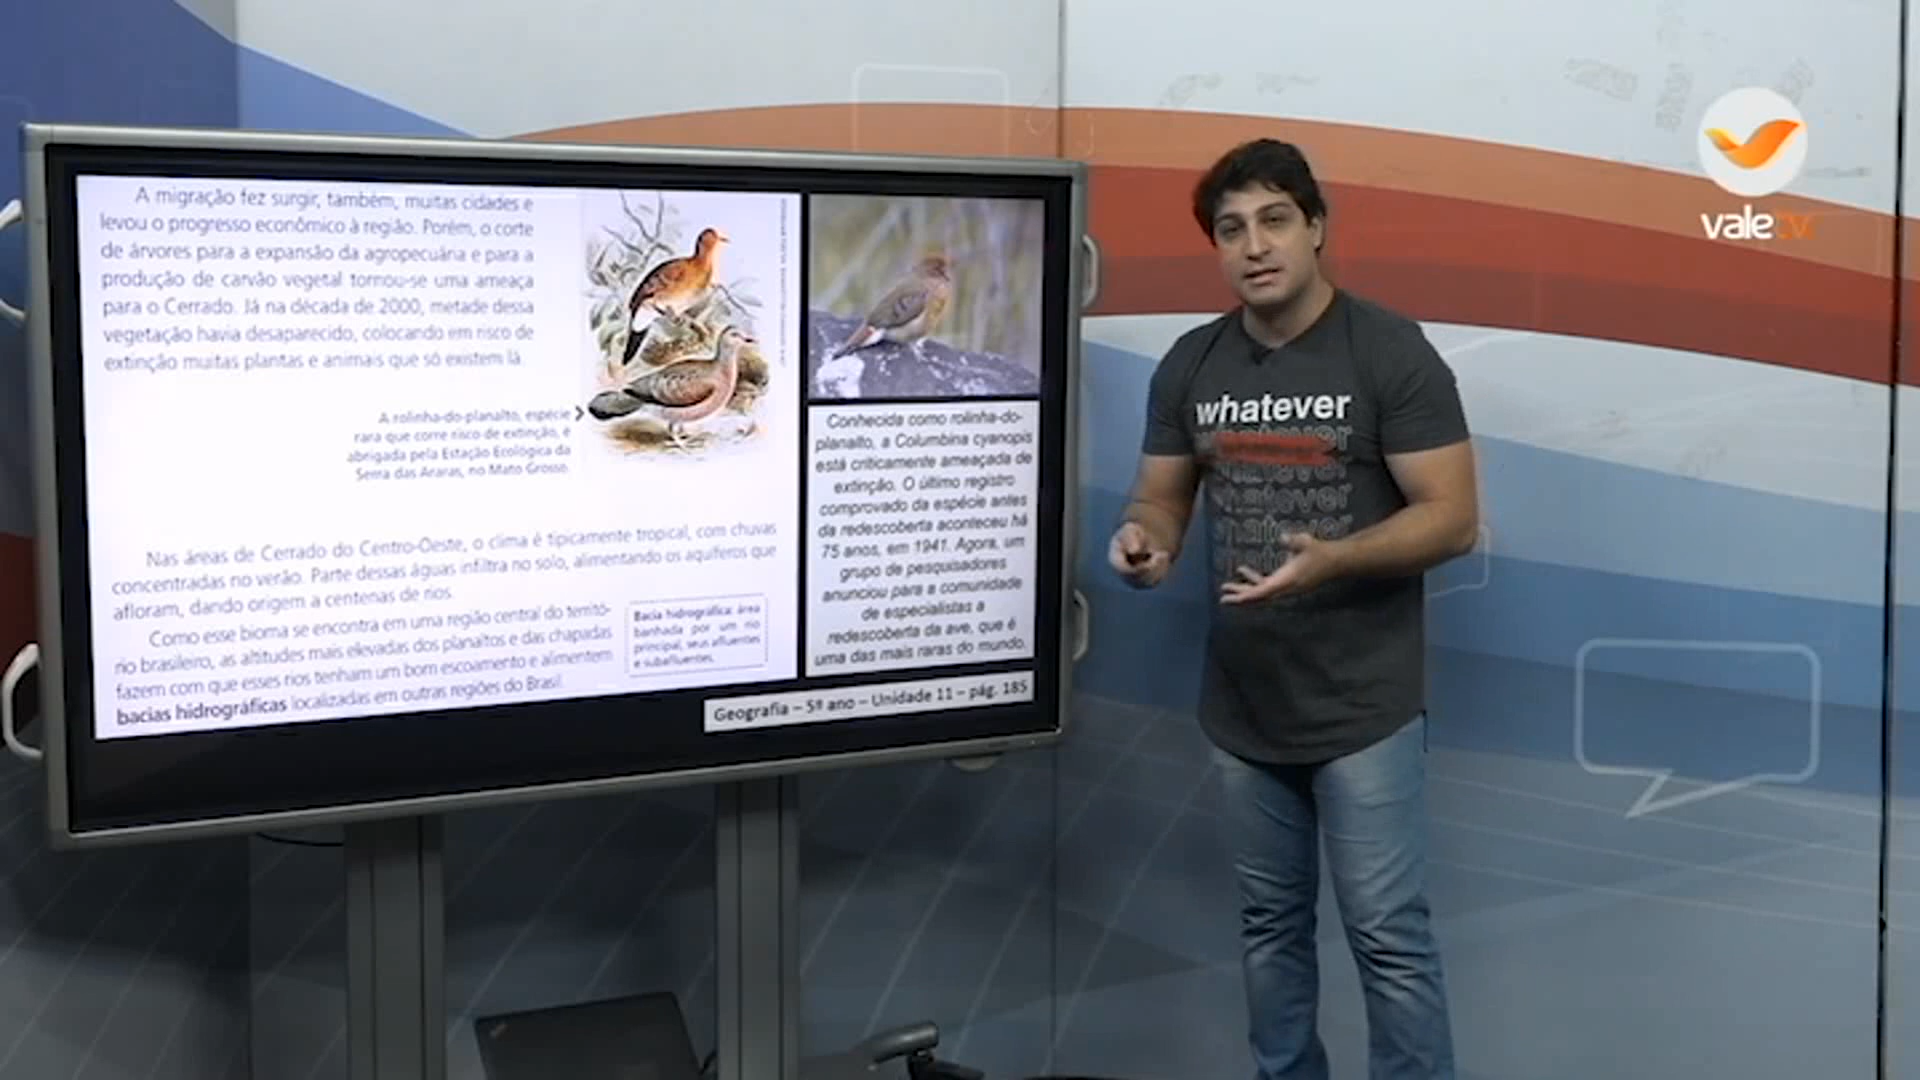 A migração fez surgir, também, muitas cidades e
levou o progresso econômico à região. Porém, o corte
de árvores para a expansão da agropecuária e para a
produção de carvão vegetal tornou-se uma ameaça
para o Cerrado. Já na década de 2000, metade dessa
vegetação havia desaparecido, colocando em risco de
extinção muitas plantas e animais que só existem lá.
A rolinha-do-planalto, espécie
rara que corre risco de extinção, é
abrigada pela Estação Ecológica da
Serra das Araras, no Mato Grosso.
Nas áreas de Cerrado do Centro-Oeste, o clima é tipicamente tropical, com chuvas
concentradas no verão. Parte dessas águas infiltra no solo, alimentando os aquíferos que
afloram, dando origem a centenas de rios.
Como esse bioma se encontra em uma região central do territó-
rio brasileiro, as altitudes mais elevadas dos planaltos e das chapadas
fazem com que esses rios tenham um bom escoamento e alimentem
bacias hidrográficas localizadas em outras regiões do Brasil.
Bacia hidrográfica: área
banhada por um rio
principal, seus afluentes
e subafluentes.
Conhecida como rolinha-do-
planalto, a Columbina cyanopis
está criticamente ameaçada de
extinção. O último registro
comprovado da espécie antes
da redescoberta aconteceu há
75 anos, em 1941. Agora, um
grupo de pesquisadores
anunciou para a comunidade
de especialistas a
redescoberta da ave, que é
uma das mais raras do mundo.
Geografia – 5º ano – Unidade 11 – pág. 185
whatever
whatever
whatever
whatever
whatever
valetv